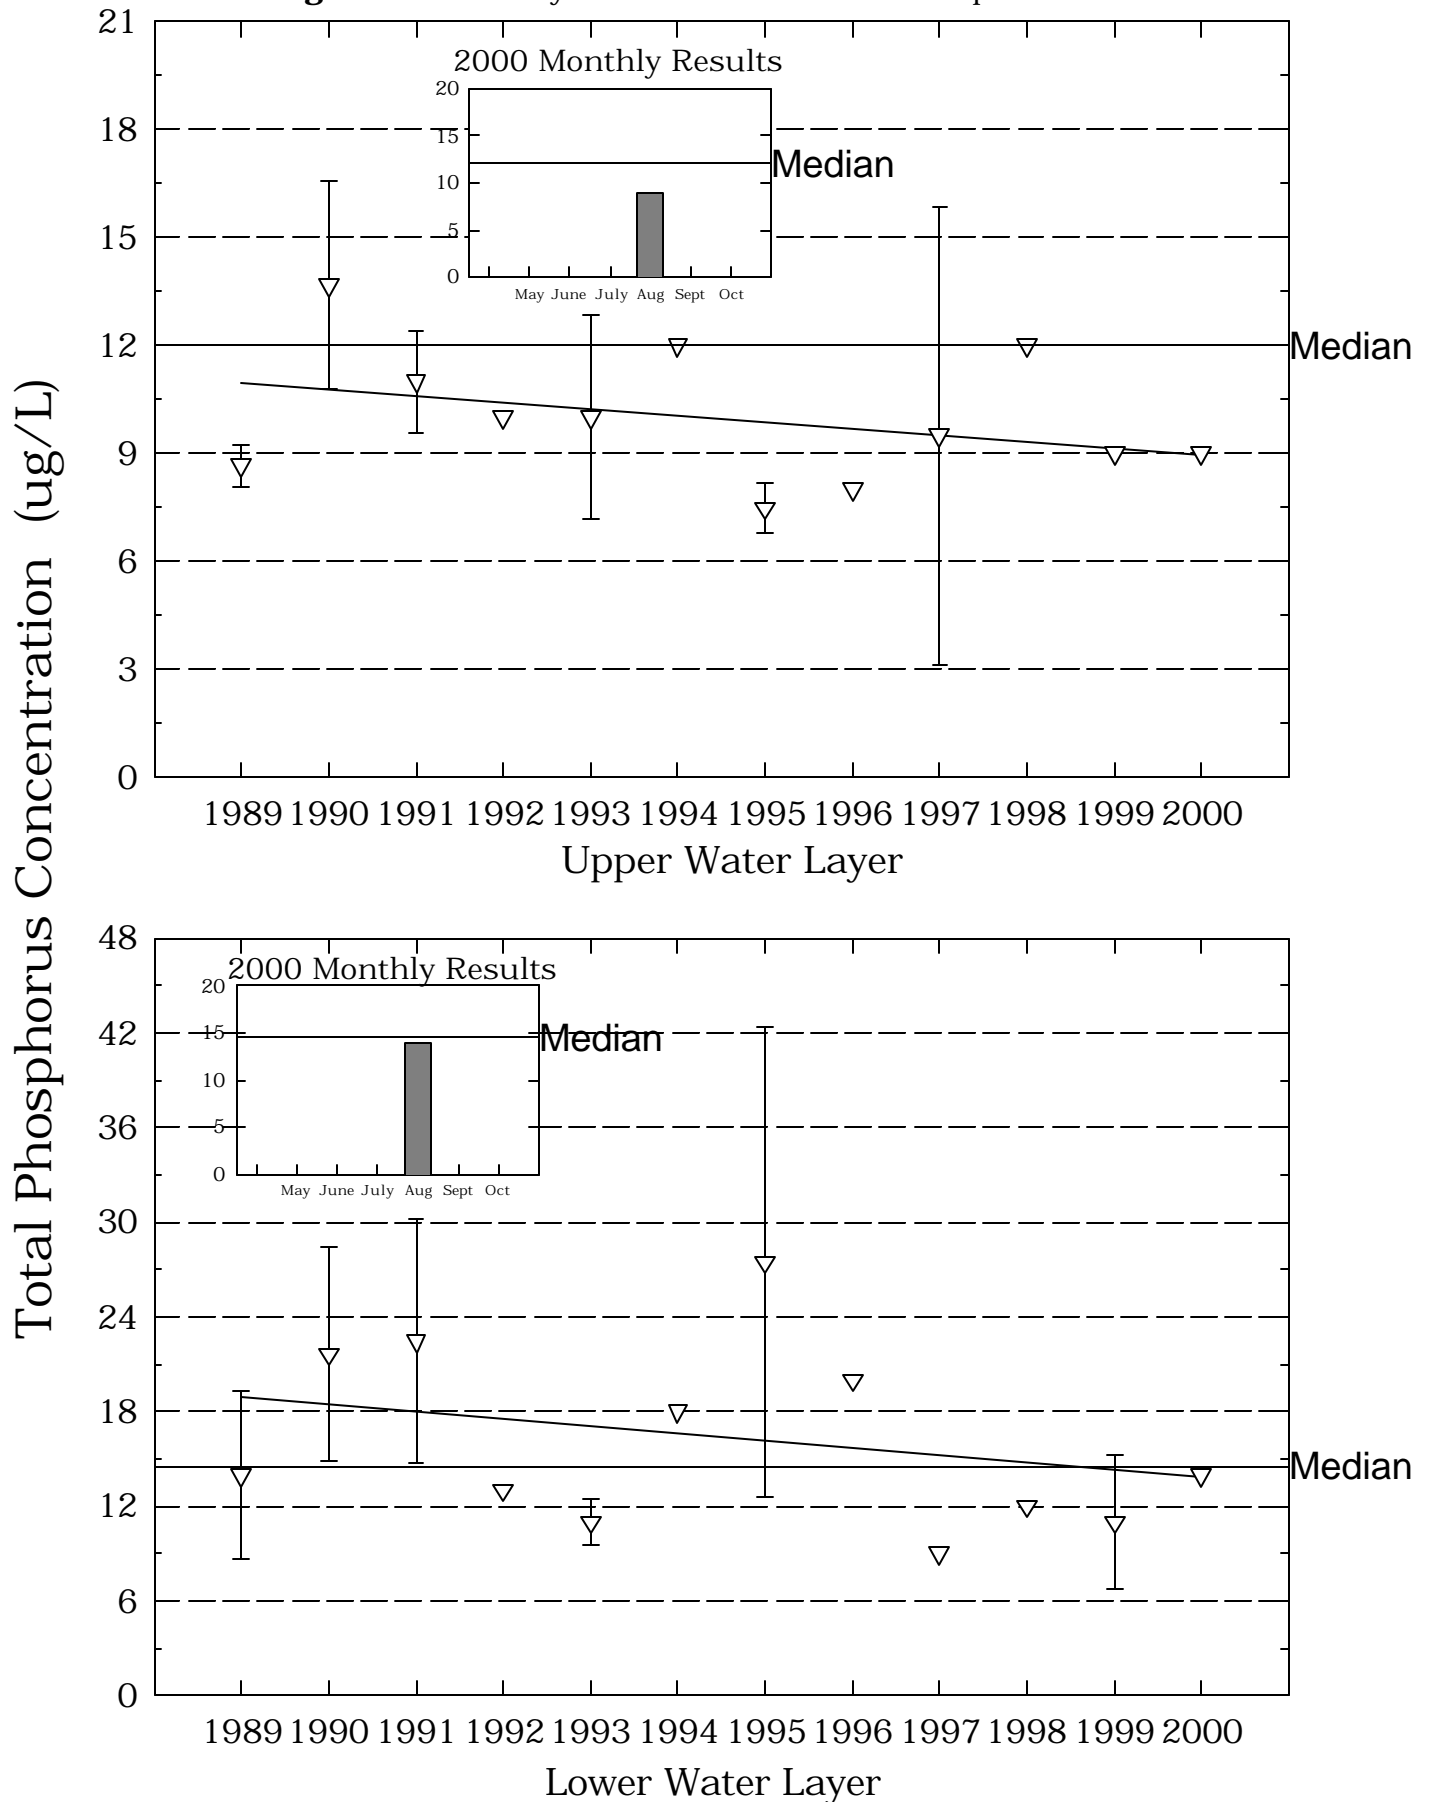 21
2000 Monthly Results
20
18
15
Median
10
15
5
0
May June July Aug Sept Oct
12
Median
9
6
3
0
1989 1990 1991 1992 1993 1994 1995 1996 1997 1998 1999 2000
Upper Water Layer
Total Phosphorus Concentration (ug/L)
48
2000 Monthly Results
20
42
15
Median
10
36
5
0
May June July Aug Sept Oct
30
24
18
Median
12
6
0
1989 1990 1991 1992 1993 1994 1995 1996 1997 1998 1999 2000
Lower Water Layer